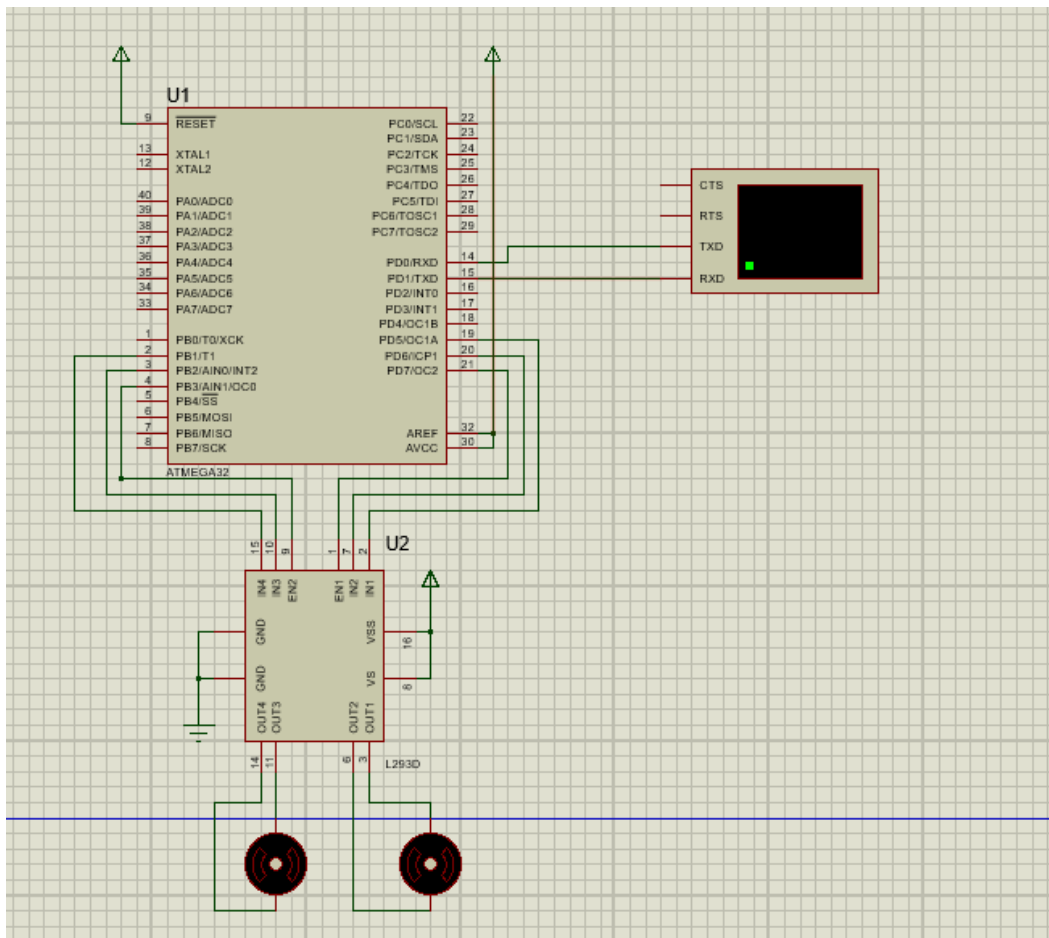 U1
9 RESET
13 XTAL1
12 XTAL2
40 PA0/ADC0
39 PA1/ADC1
38 PA2/ADC2
37 PA3/ADC3
36 PA4/ADC4
35 PA5/ADC5
34 PA6/ADC6
33 PA7/ADC7
1 PB0/T0/XCK
2 PB1/T1
3 PB2/AIN0/INT2
4 PB3/AIN1/OC0
5 PB4/SS
6 PB5/MOSI
7 PB6/MISO
8 PB7/SCK
PC0/SCL 22
PC1/SDA 23
PC2/TCK 24
PC3/TMS 25
PC4/TDO 26
PC5/TDI 27
PC6/TOSC1 28
PC7/TOSC2 29
PD0/RXD 14
PD1/TXD 15
PD2/INT0 16
PD3/INT1 17
PD4/OC1B 18
PD5/OC1A 19
PD6/ICP1 20
PD7/OC2 21
AREF 32
AVCC 30
ATMEGA32
CTS
RTS
TXD
RXD
U2
15 IN4
10 IN3
9 EN2
1 EN1
7 IN2
2 IN1
GND
GND
VSS 16
VS 8
OUT4 14
OUT3 11
OUT2 6
OUT1 3
L293D